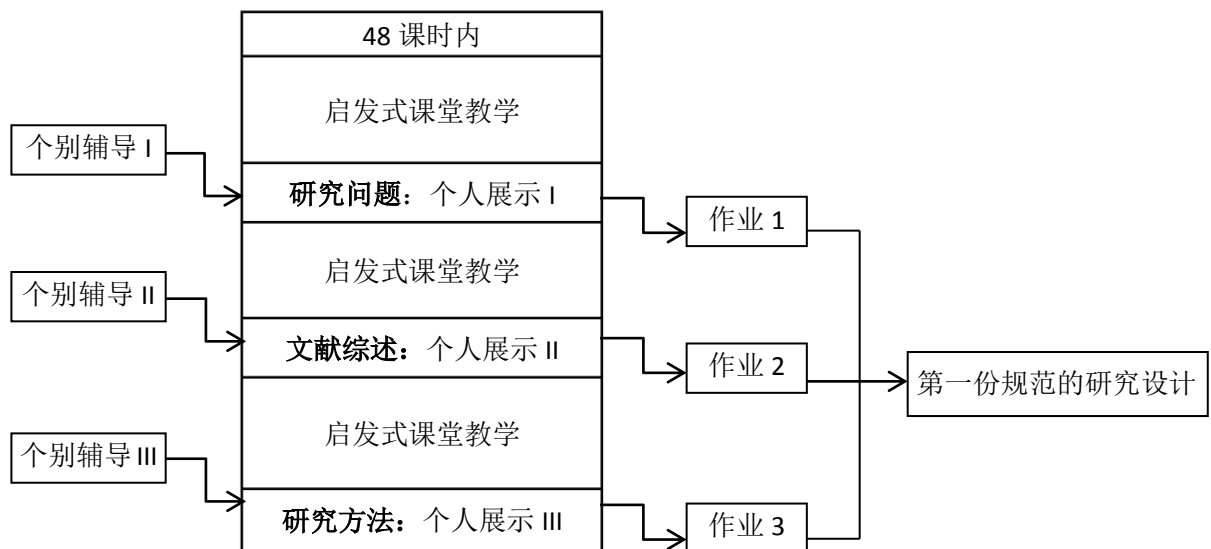 48 课时内
启发式课堂教学
个别辅导 I
研究问题：个人展示 I
作业 1
启发式课堂教学
个别辅导 II
文献综述：个人展示 II
作业 2
第一份规范的研究设计
启发式课堂教学
个别辅导 III
研究方法：个人展示 III
作业 3